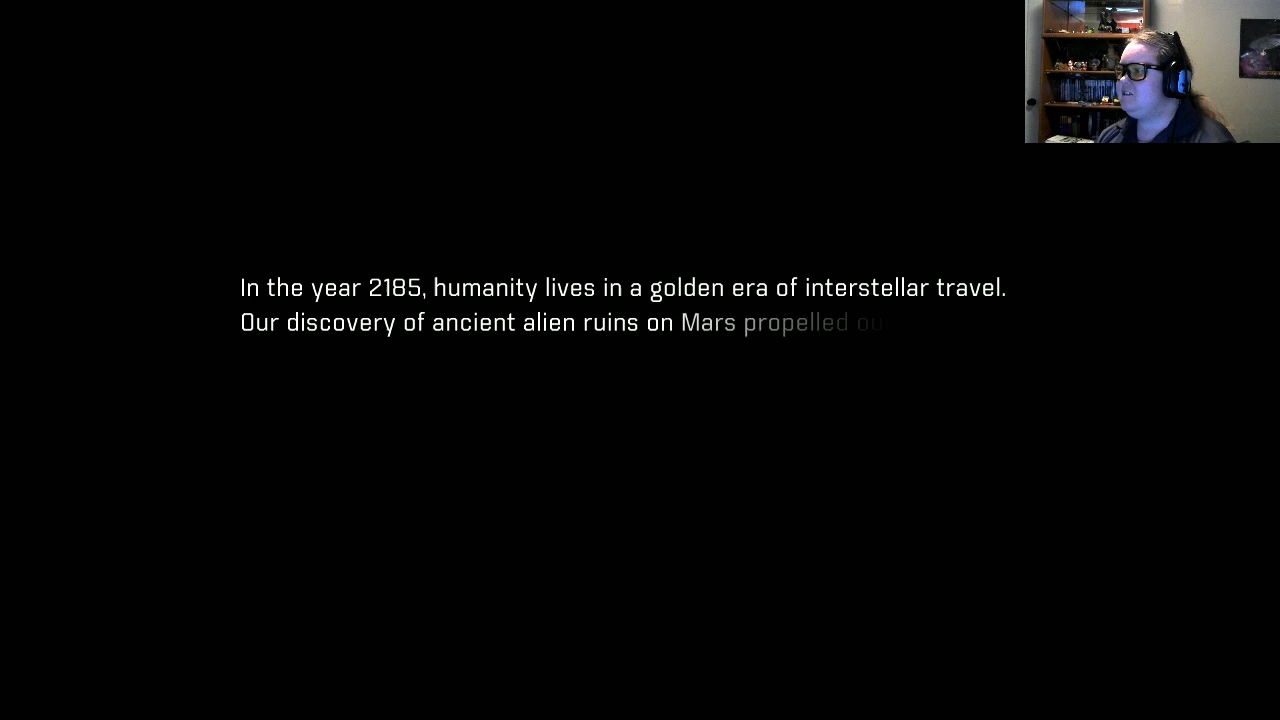 In the year 2185, humanity lives in a golden era of interstellar travel.
Our discovery of ancient alien ruins on Mars propelled our